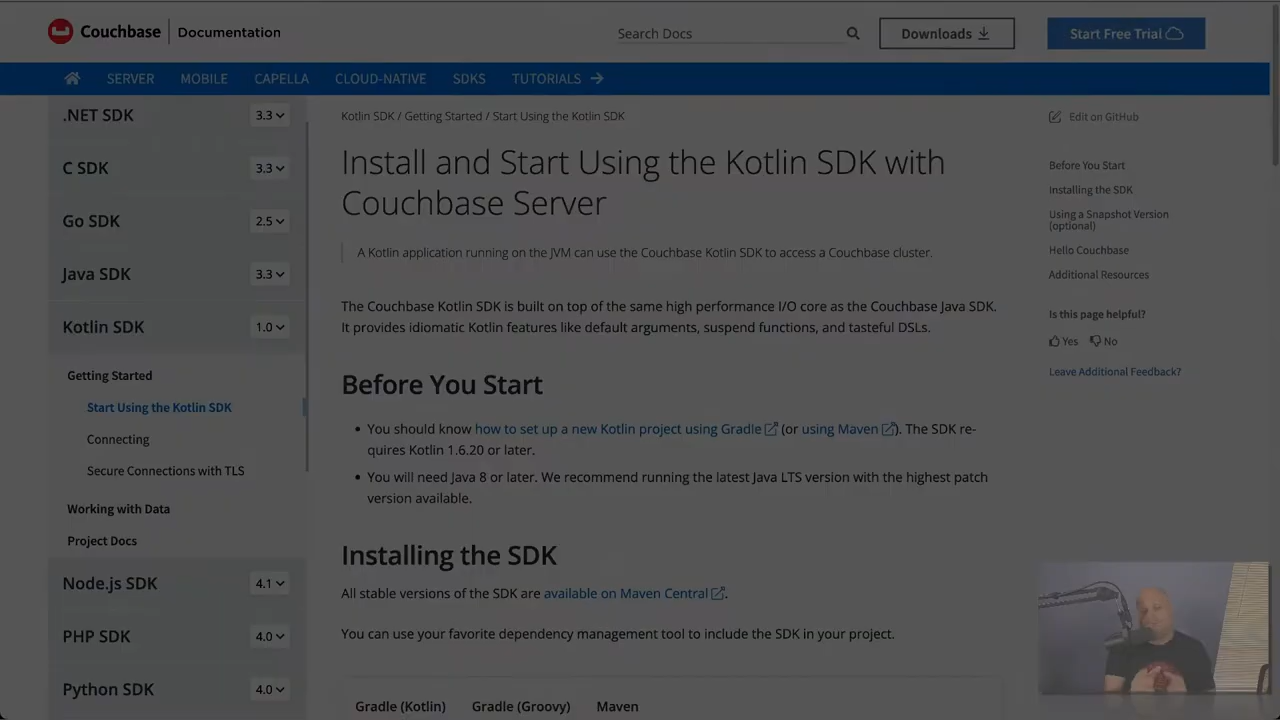 Couchbase Documentation
Search Docs
Downloads
Start Free Trial
SERVER MOBILE CAPELLA CLOUD-NATIVE SDKS TUTORIALS
.NET SDK 3.3
C SDK 3.3
Go SDK 2.5
Java SDK 3.3
Kotlin SDK 1.0
Getting Started
Start Using the Kotlin SDK
Connecting
Secure Connections with TLS
Working with Data
Project Docs
Node.js SDK 4.1
PHP SDK 4.0
Python SDK 4.0
Kotlin SDK / Getting Started / Start Using the Kotlin SDK
Install and Start Using the Kotlin SDK with
Couchbase Server
A Kotlin application running on the JVM can use the Couchbase Kotlin SDK to access a Couchbase cluster.
The Couchbase Kotlin SDK is built on top of the same high performance I/O core as the Couchbase Java SDK.
It provides idiomatic Kotlin features like default arguments, suspend functions, and tasteful DSLs.
Before You Start
• You should know how to set up a new Kotlin project using Gradle (or using Maven). The SDK re-
quires Kotlin 1.6.20 or later.
• You will need Java 8 or later. We recommend running the latest Java LTS version with the highest patch
version available.
Installing the SDK
All stable versions of the SDK are available on Maven Central.
You can use your favorite dependency management tool to include the SDK in your project.
Gradle (Kotlin) Gradle (Groovy) Maven
Edit on GitHub
Before You Start
Installing the SDK
Using a Snapshot Version
(optional)
Hello Couchbase
Additional Resources
Is this page helpful?
Yes No
Leave Additional Feedback?